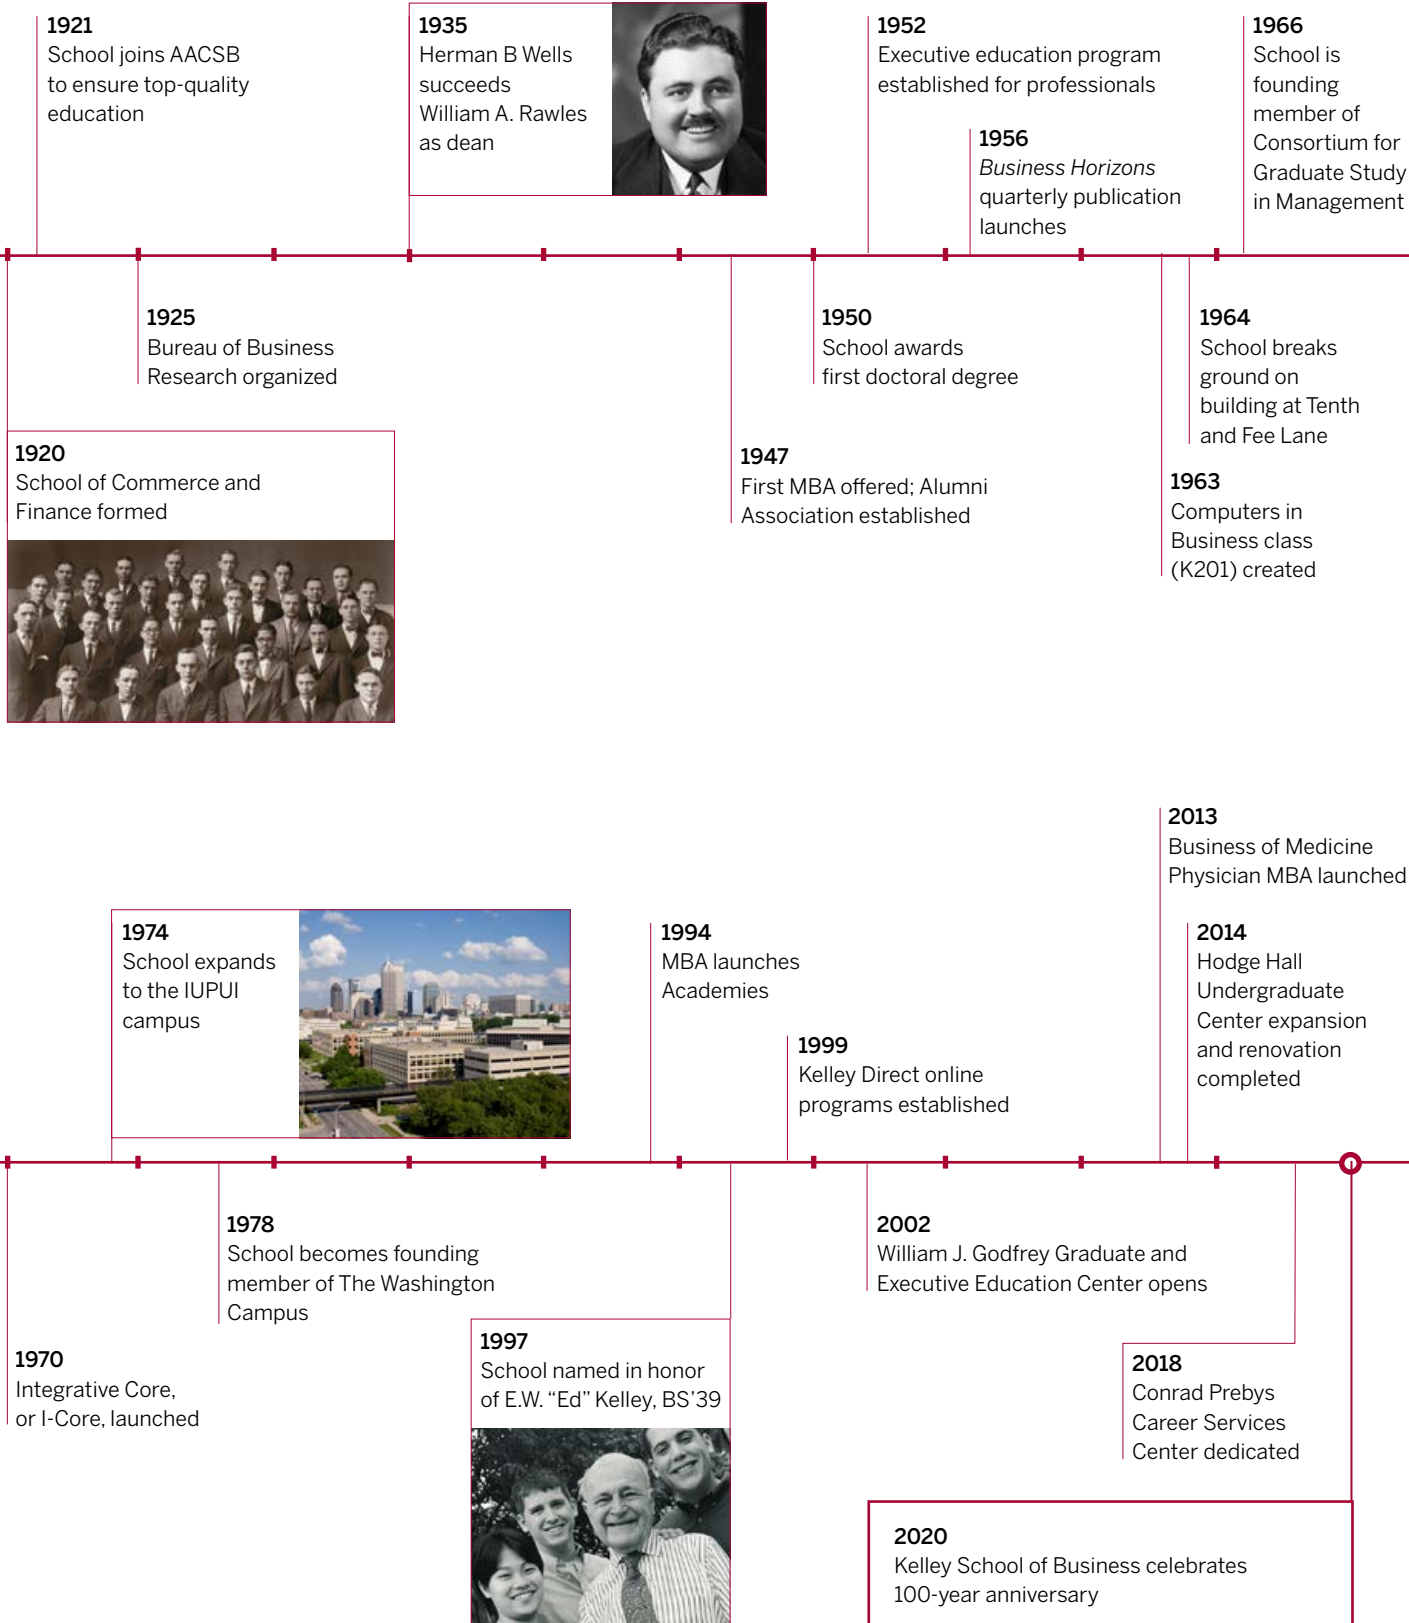 1921
School joins AACSB
to ensure top-quality
education
1935
Herman B Wells
succeeds
William A. Rawles
as dean
1952
Executive education program
established for professionals
1956
Business Horizons
quarterly publication
launches
1966
School is
founding
member of
Consortium for
Graduate Study
in Management
1920
School of Commerce and
Finance formed
1925
Bureau of Business
Research organized
1947
First MBA offered; Alumni
Association established
1950
School awards
first doctoral degree
1963
Computers in
Business class
(K201) created
1964
School breaks
ground on
building at Tenth
and Fee Lane
1974
School expands
to the IUPUI
campus
1994
MBA launches
Academies
1999
Kelley Direct online
programs established
2013
Business of Medicine
Physician MBA launched
2014
Hodge Hall
Undergraduate
Center expansion
and renovation
completed
1970
Integrative Core,
or I-Core, launched
1978
School becomes founding
member of The Washington
Campus
1997
School named in honor
of E.W. “Ed” Kelley, BS’39
2002
William J. Godfrey Graduate and
Executive Education Center opens
2018
Conrad Prebys
Career Services
Center dedicated
2020
Kelley School of Business celebrates
100-year anniversary